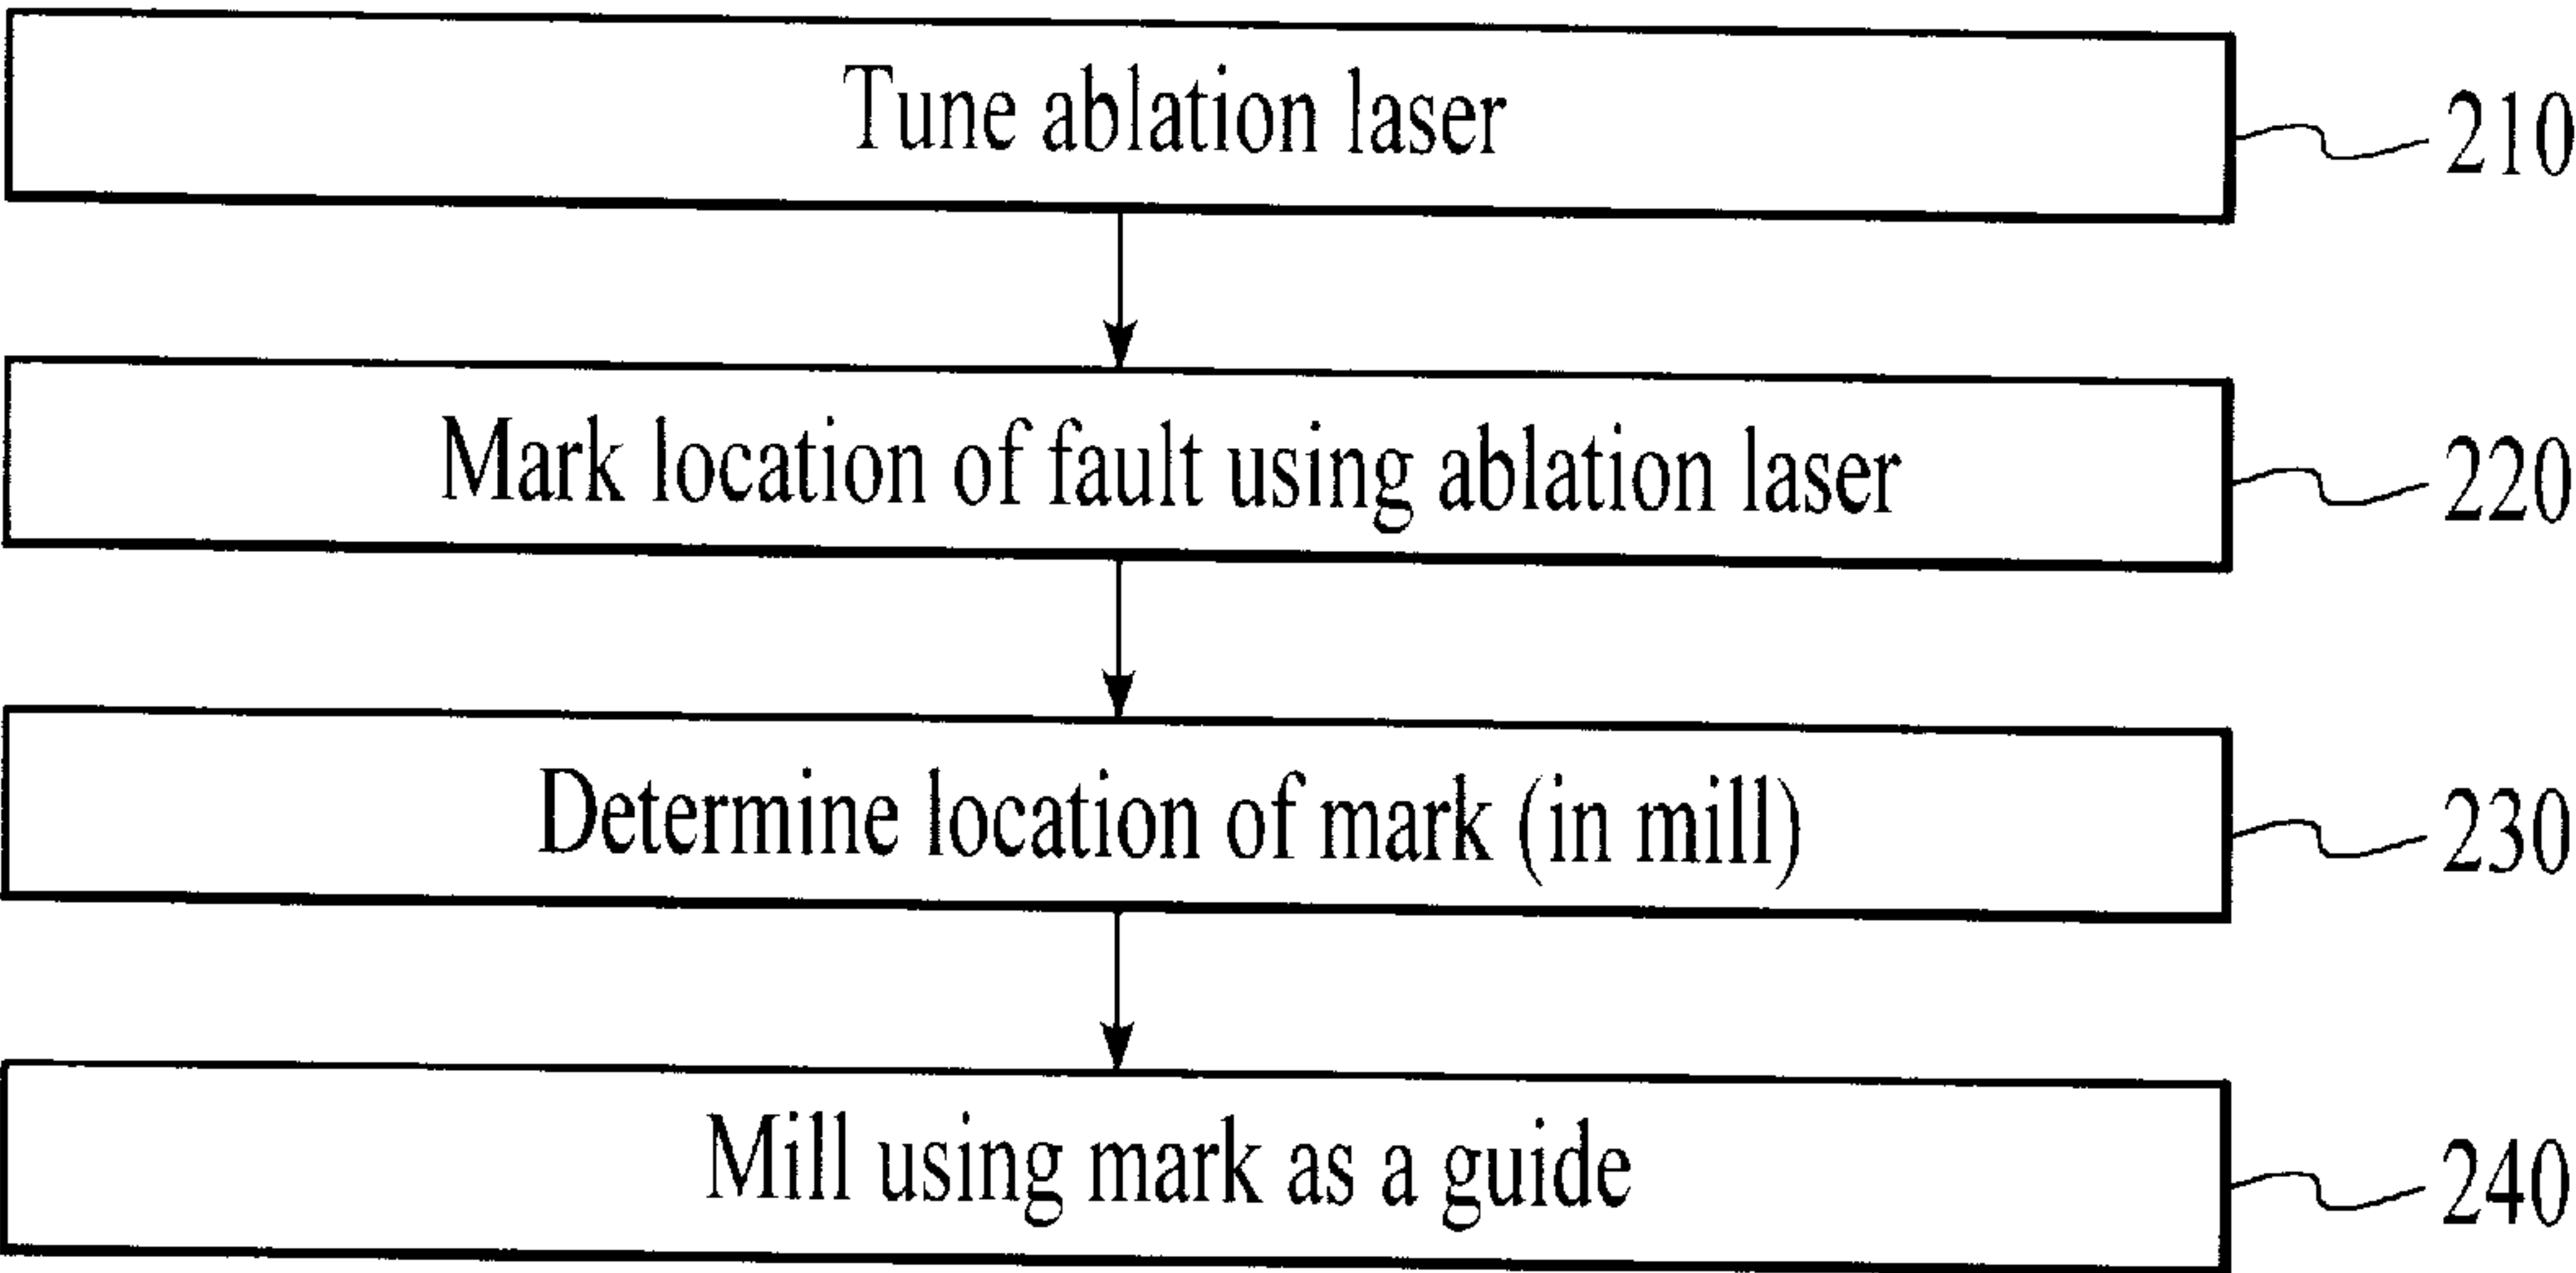 Tune ablation laser
210
Mark location of fault using ablation laser
220
Determine location of mark (in mill)
230
Mill using mark as a guide
240